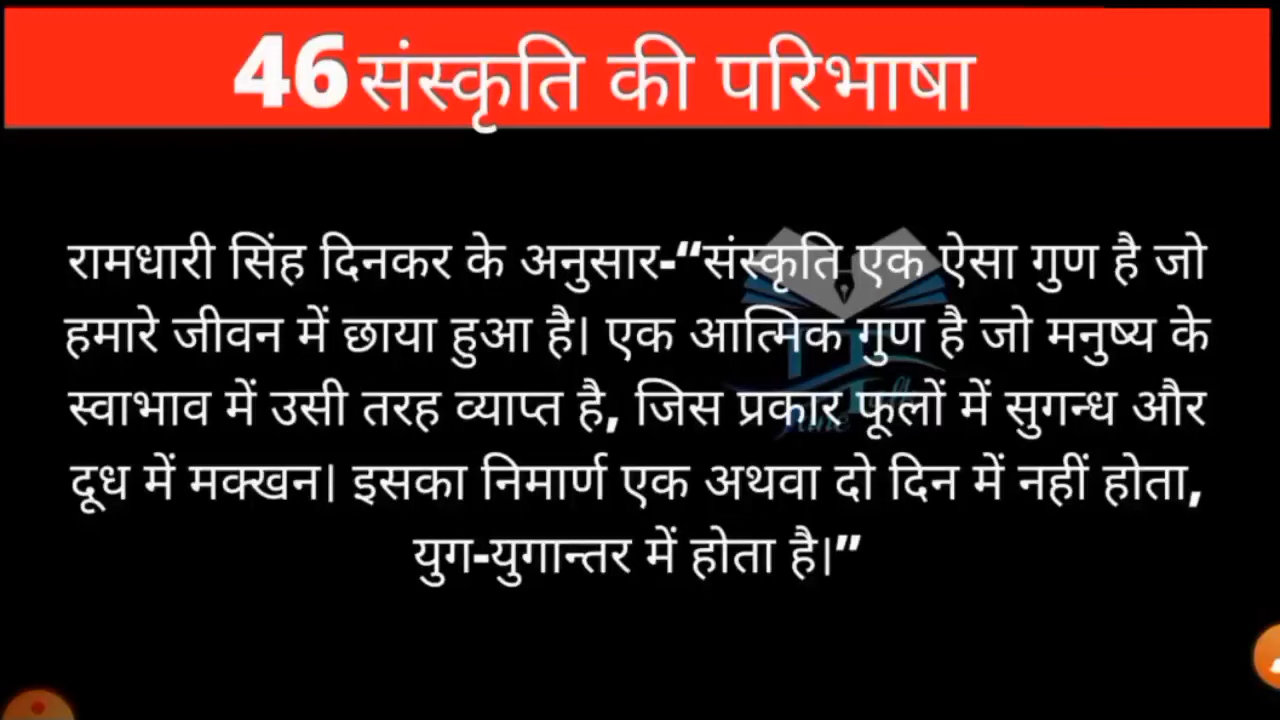 46 संस्कृति की परिभाषा
रामधारी सिंह दिनकर के अनुसार-“संस्कृति एक ऐसा गुण है जो
हमारे जीवन में छाया हुआ है। एक आत्मिक गुण है जो मनुष्य के
स्वाभाव में उसी तरह व्याप्त है, जिस प्रकार फूलों में सुगन्ध और
दूध में मक्खन। इसका निमार्ण एक अथवा दो दिन में नहीं होता,
युग-युगान्तर में होता है।”